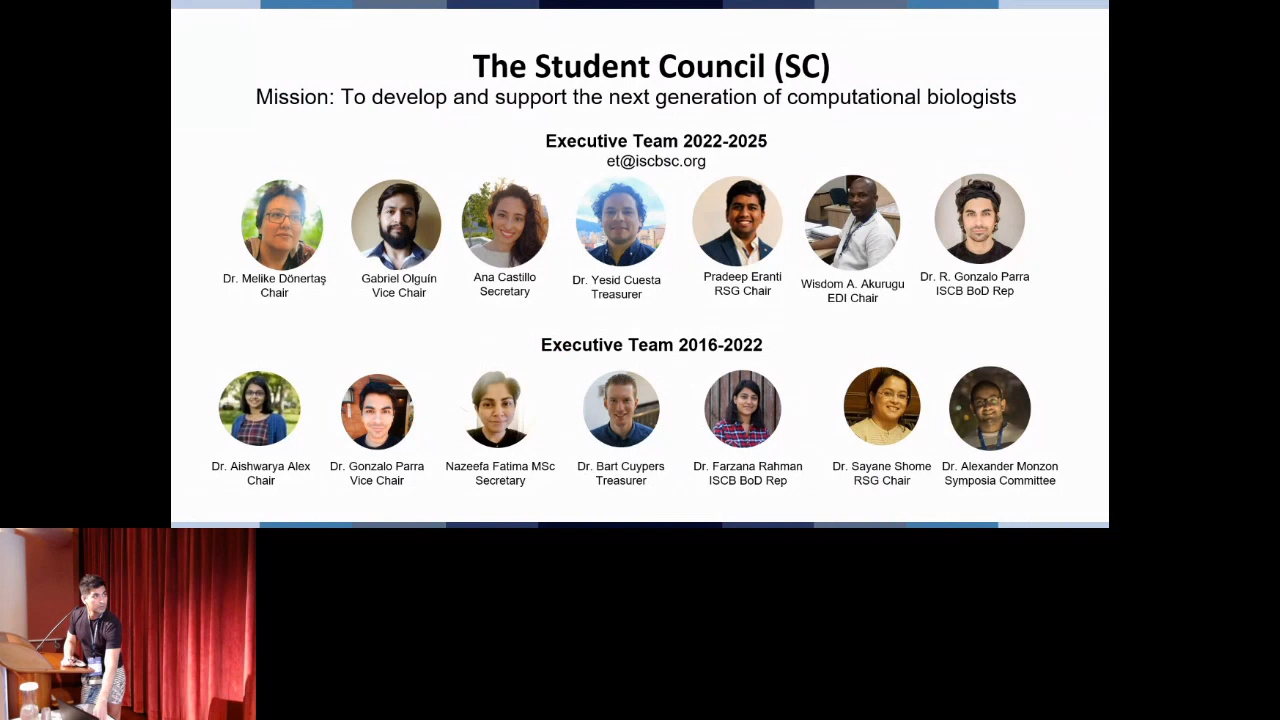 The Student Council (SC)
Mission: To develop and support the next generation of computational biologists
Executive Team 2022-2025
et@iscbsc.org
Dr. Melike Dönertaş
Chair
Gabriel Olguín
Vice Chair
Ana Castillo
Secretary
Dr. Yesid Cuesta
Treasurer
Pradeep Eranti
RSG Chair
Wisdom A. Akurugu
EDI Chair
Dr. R. Gonzalo Parra
ISCB BoD Rep
Executive Team 2016-2022
Dr. Aishwarya Alex
Chair
Dr. Gonzalo Parra
Vice Chair
Nazeefa Fatima MSc
Secretary
Dr. Bart Cuypers
Treasurer
Dr. Farzana Rahman
ISCB BoD Rep
Dr. Sayane Shome
RSG Chair
Dr. Alexander Monzon
Symposia Committee